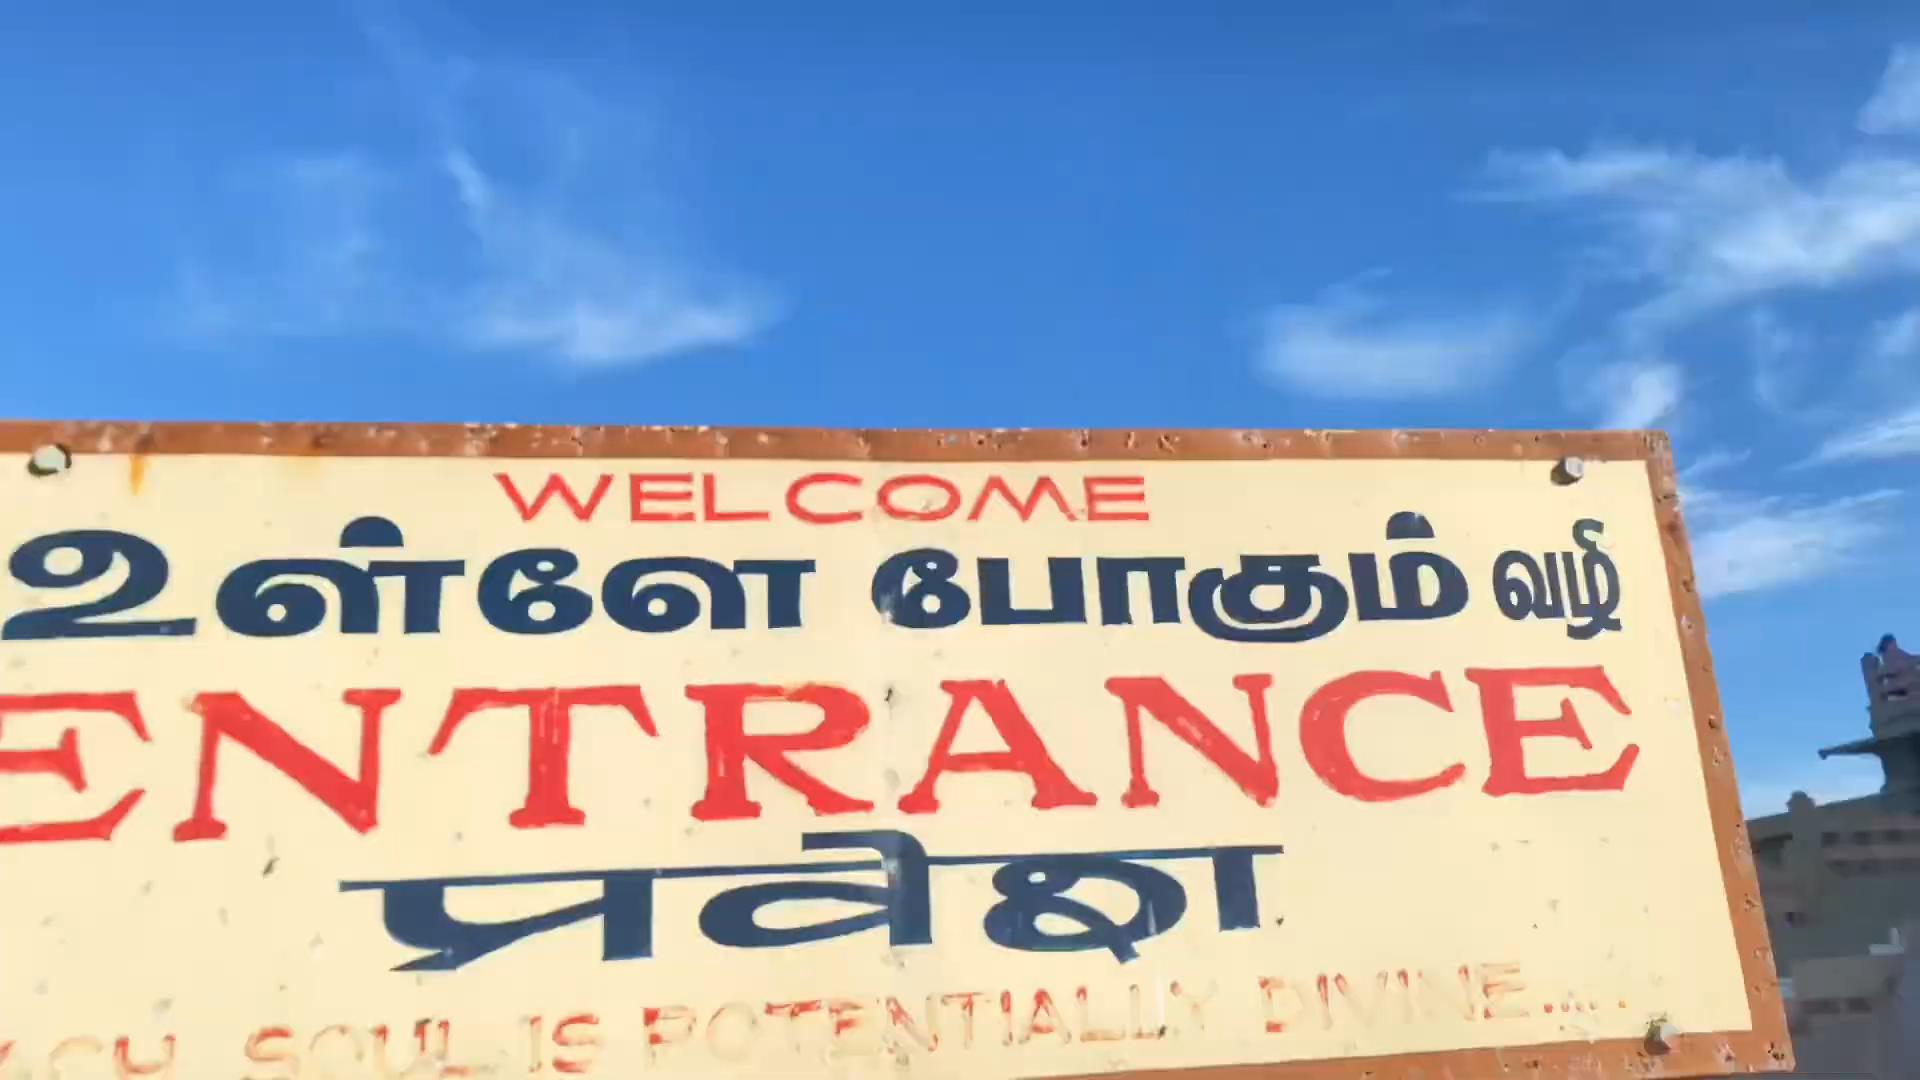 WELCOME
உள்ளே போகும் வழி
ENTRANCE
प्रवेश
SOUL IS POTENTIALLY DIVINE.....